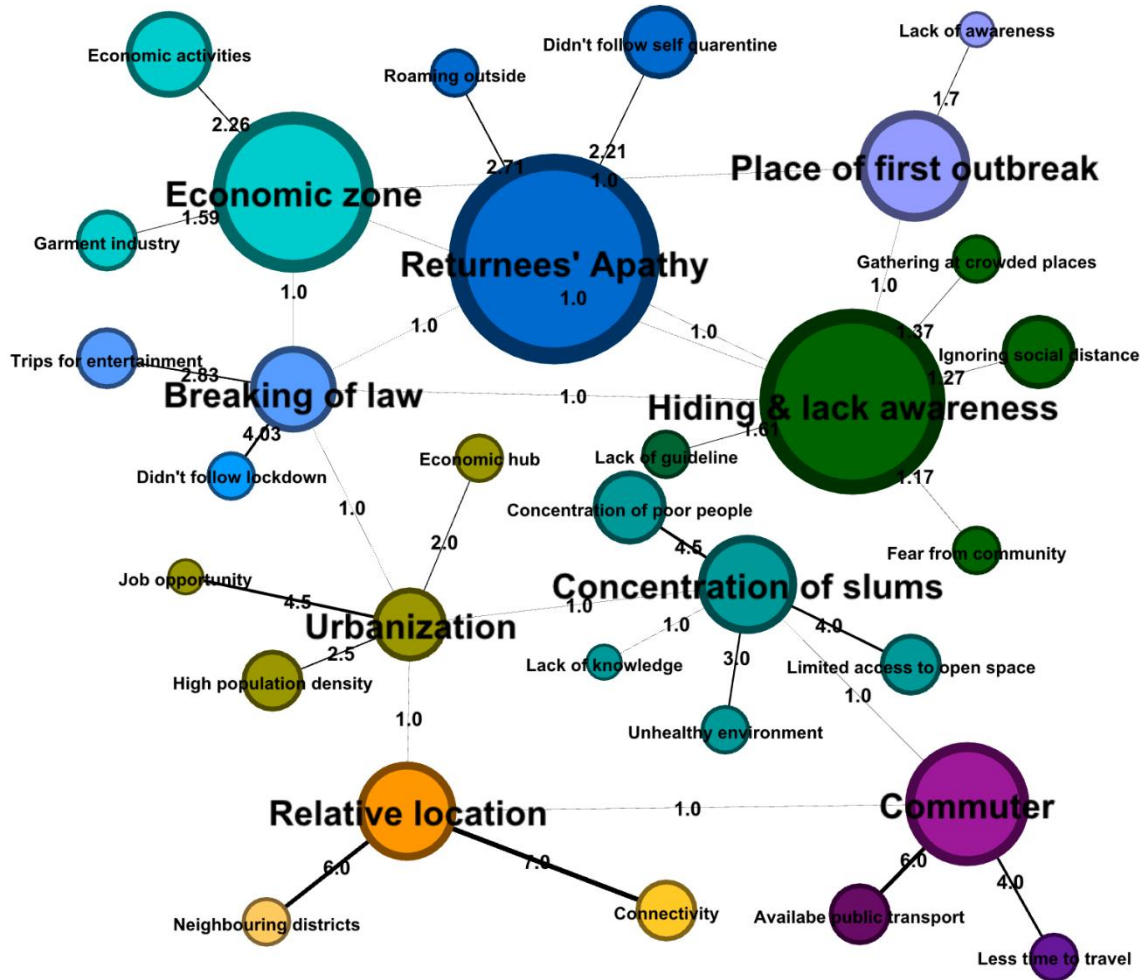 Lack of awareness
Didn't follow self quarentine
Economic activities
Roaming outside
1.7
2.26
2.21
2.71
1.0
Place of first outbreak
Economic zone
1.59
Garment industry
Returnees' Apathy
Gathering at crowded places
1.0
1.0
1.0
1.0
1.0
1.37
Ignoring social distance
1.27
Trips for entertainment
2.83
Breaking of law
1.0
Hiding & lack awareness
4.03
1.61
Didn't follow lockdown
Economic hub
Lack of guideline
1.17
1.0
Concentration of poor people
2.0
4.5
Fear from community
Job opportunity
4.5
Concentration of slums
1.0
Urbanization
1.0
4.0
2.5
3.0
Lack of knowledge
Limited access to open space
High population density
1.0
1.0
Unhealthy environment
Relative location
1.0
Commuter
6.0
7.0
6.0
4.0
Neighbouring districts
Connectivity
Availabe public transport
Less time to travel